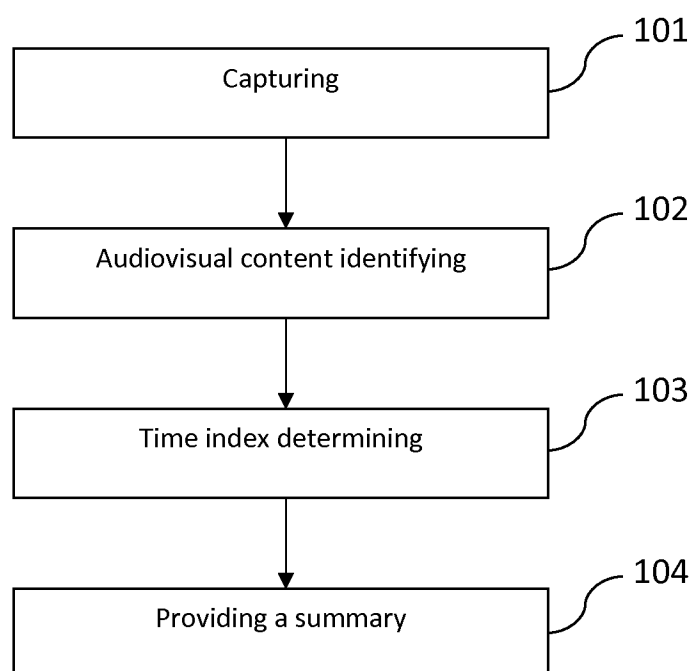 101
Capturing
102
Audiovisual content identifying
103
Time index determining
104
Providing a summary